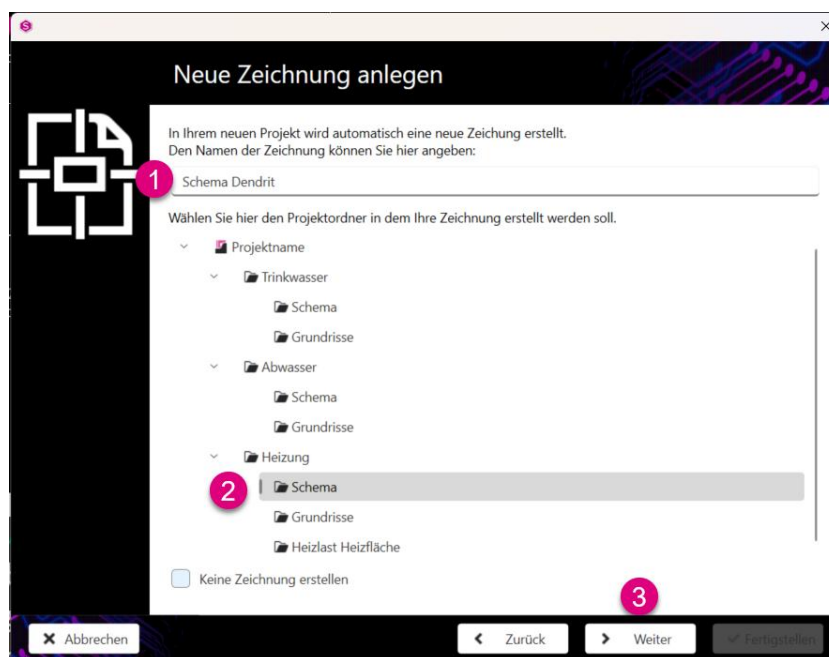 S
Neue Zeichnung anlegen
In Ihrem neuen Projekt wird automatisch eine neue Zeichung erstellt.
Den Namen der Zeichnung können Sie hier angeben:
1
Schema Dendrit
Wählen Sie hier den Projektordner in dem Ihre Zeichnung erstellt werden soll.
Projektname
Trinkwasser
Schema
Grundrisse
Abwasser
Schema
Grundrisse
Heizung
2 Schema
Grundrisse
Heizlast Heizfläche
Keine Zeichnung erstellen
3
Abbrechen Zurück Weiter Fertigstellen